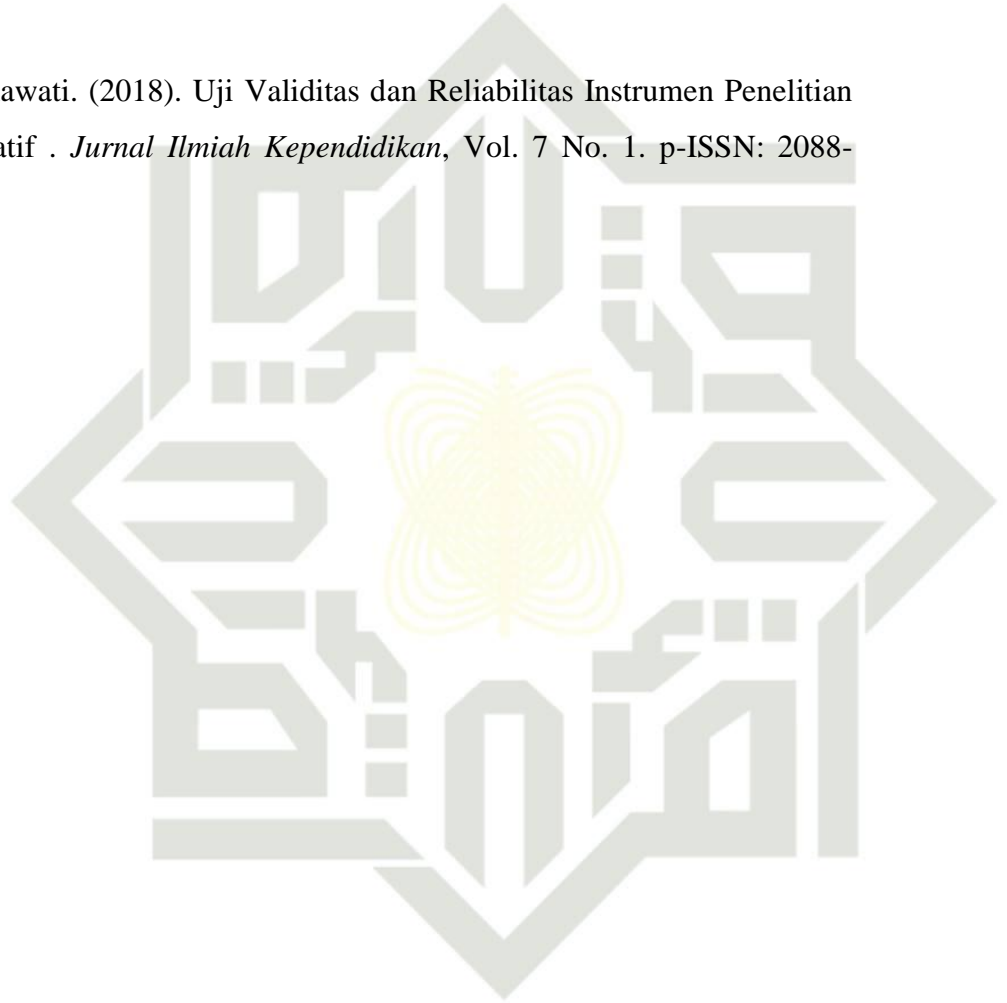 awati. (2018). Uji Validitas dan Reliabilitas Instrumen Penelitian
atif . Jurnal Ilmiah Kependidikan, Vol. 7 No. 1. p-ISSN: 2088-